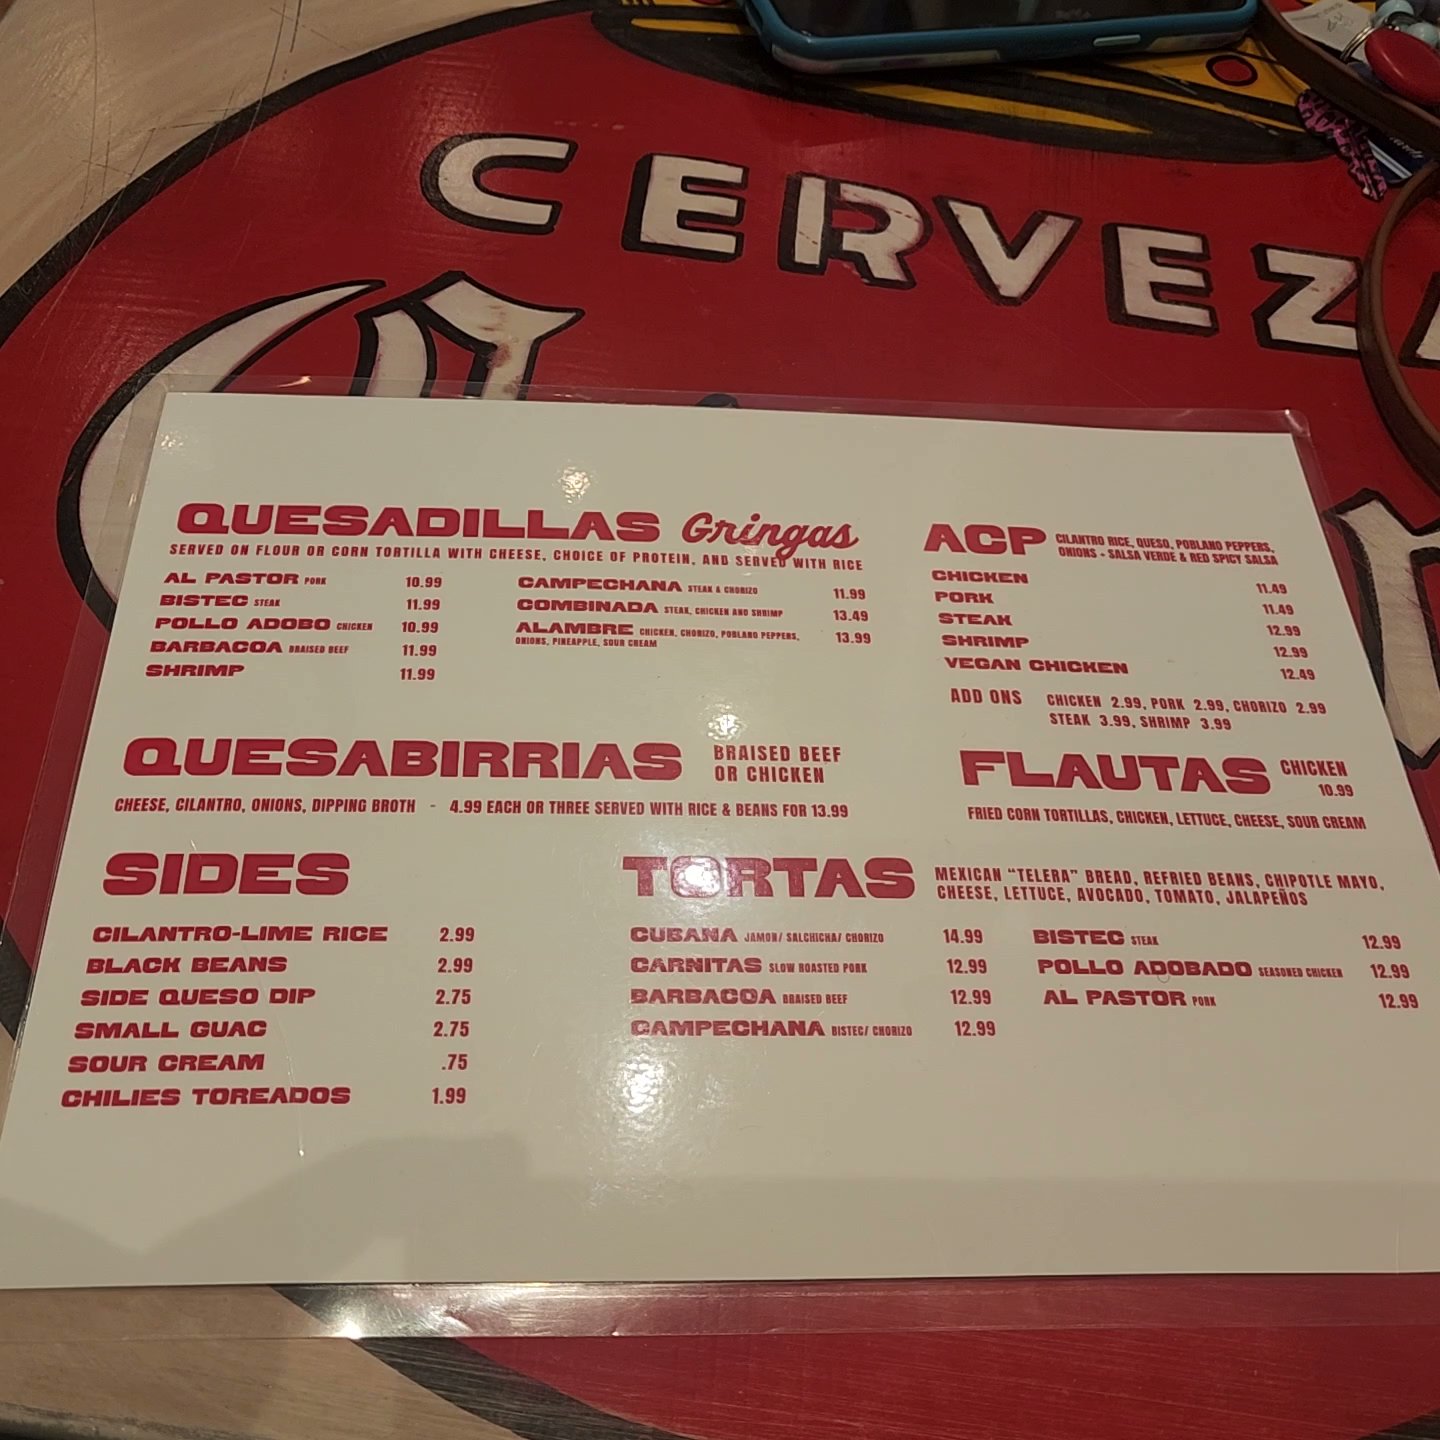 CERVEZ
QUESADILLAS Gringas
SERVED ON FLOUR OR CORN TORTILLA WITH CHEESE, CHOICE OF PROTEIN, AND SERVED WITH RICE
AL PASTOR PORK 10.99
BISTEC STEAK 11.99
POLLO ADOBO CHICKEN 10.99
BARBACOA BRAISED BEEF 11.99
SHRIMP 11.99
CAMPECHANA STEAK & CHORIZO 11.99
COMBINADA STEAK, CHICKEN AND SHRIMP 13.49
ALAMBRE CHICKEN, CHORIZO, POBLANO PEPPERS, 13.99
ONIONS, PINEAPPLE, SOUR CREAM
ACP CILANTRO RICE, QUESO, POBLANO PEPPERS,
ONIONS - SALSA VERDE & RED SPICY SALSA
CHICKEN 11.49
PORK 11.49
STEAK 12.99
SHRIMP 12.99
VEGAN CHICKEN 12.49
ADD ONS CHICKEN 2.99, PORK 2.99, CHORIZO 2.99
STEAK 3.99, SHRIMP 3.99
QUESABIRRIAS BRAISED BEEF
OR CHICKEN
CHEESE, CILANTRO, ONIONS, DIPPING BROTH - 4.99 EACH OR THREE SERVED WITH RICE & BEANS FOR 13.99
FLAUTAS CHICKEN
10.99
FRIED CORN TORTILLAS, CHICKEN, LETTUCE, CHEESE, SOUR CREAM
SIDES
CILANTRO-LIME RICE 2.99
BLACK BEANS 2.99
SIDE QUESO DIP 2.75
SMALL GUAC 2.75
SOUR CREAM .75
CHILIES TOREADOS 1.99
TORTAS MEXICAN "TELERA" BREAD, REFRIED BEANS, CHIPOTLE MAYO,
CHEESE, LETTUCE, AVOCADO, TOMATO, JALAPEÑOS
CUBANA JAMON/ SALCHICHA/ CHORIZO 14.99
CARNITAS SLOW ROASTED PORK 12.99
BARBACOA BRAISED BEEF 12.99
CAMPECHANA BISTEC/ CHORIZO 12.99
BISTEC STEAK 12.99
POLLO ADOBADO SEASONED CHICKEN 12.99
AL PASTOR PORK 12.99